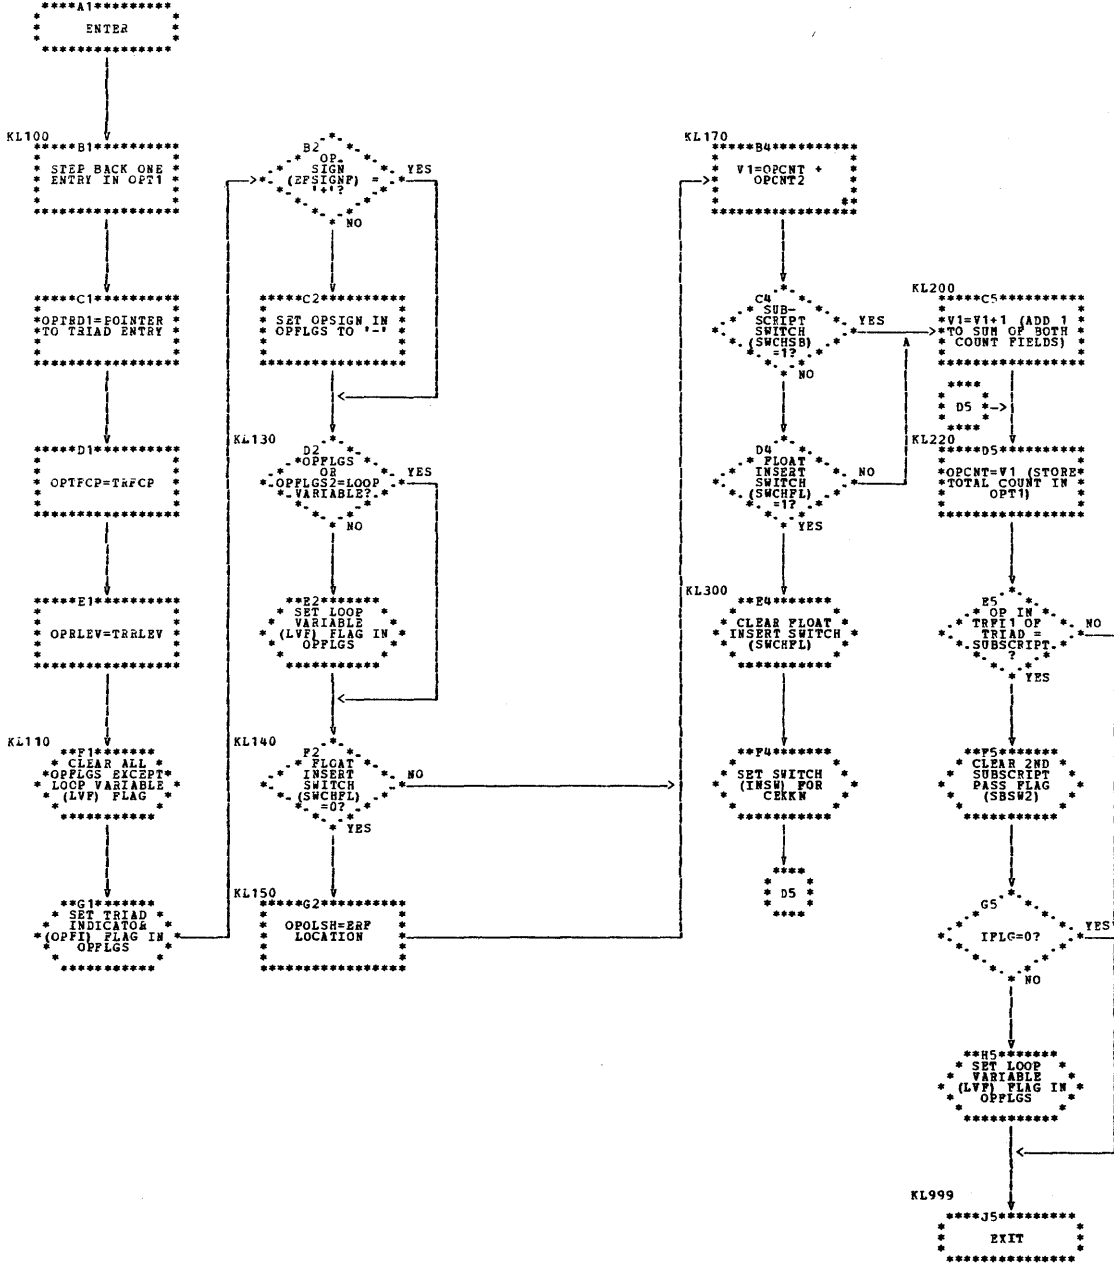 A1
ENTER
KL100
B1
STEP BACK ONE
ENTRY IN OPT1
C1
OPTRD1=POINTER
TO TRIAD ENTRY
D1
OPTFCP=TRFCP
E1
OPRLEV=TRRLEV
KL110
F1
CLEAR ALL
OPFLGS EXCEPT
LOOP VARIABLE
(LVF) FLAG
G1
SET TRIAD
INDICATOR
(OPFI) FLAG IN
OPFLGS
B2
OP
SIGN
(EFSIGNF) =
'+'?
YES
NO
C2
SET OPSIGN IN
OPFLGS TO '-'
KL130
D2
OPFLGS
OR
OPFLGS2=LOOP
VARIABLE?
YES
NO
E2
SET LOOP
VARIABLE
(LVF) FLAG IN
OPFLGS
KL140
F2
FLOAT
INSERT
SWITCH
(SWCHFL)
=0?
NO
YES
KL150
G2
OPOLSH=ERF
LOCATION
KL170
B4
V1=OPCNT +
OPCNT2
C4
SUB-
SCRIPT
SWITCH
(SWCHSB)
=1?
YES
NO
D4
FLOAT
INSERT
SWITCH
(SWCHFL)
=1?
NO
YES
KL300
E4
CLEAR FLOAT
INSERT SWITCH
(SWCHFL)
F4
SET SWITCH
(INSW) FOR
CEKKN
D5
KL200
C5
V1=V1+1 (ADD 1
TO SUM OF BOTH
COUNT FIELDS)
D5
KL220
D5
OPCNT=V1 (STORE
TOTAL COUNT IN
OPT1)
E5
OP IN
TRFI1 OF
TRIAD =
SUBSCRIPT
?
NO
YES
F5
CLEAR 2ND
SUBSCRIPT
PASS FLAG
(SBSW2)
G5
IFLG=0?
YES
NO
H5
SET LOOP
VARIABLE
(LVF) FLAG IN
OPFLGS
KL999
J5
EXIT